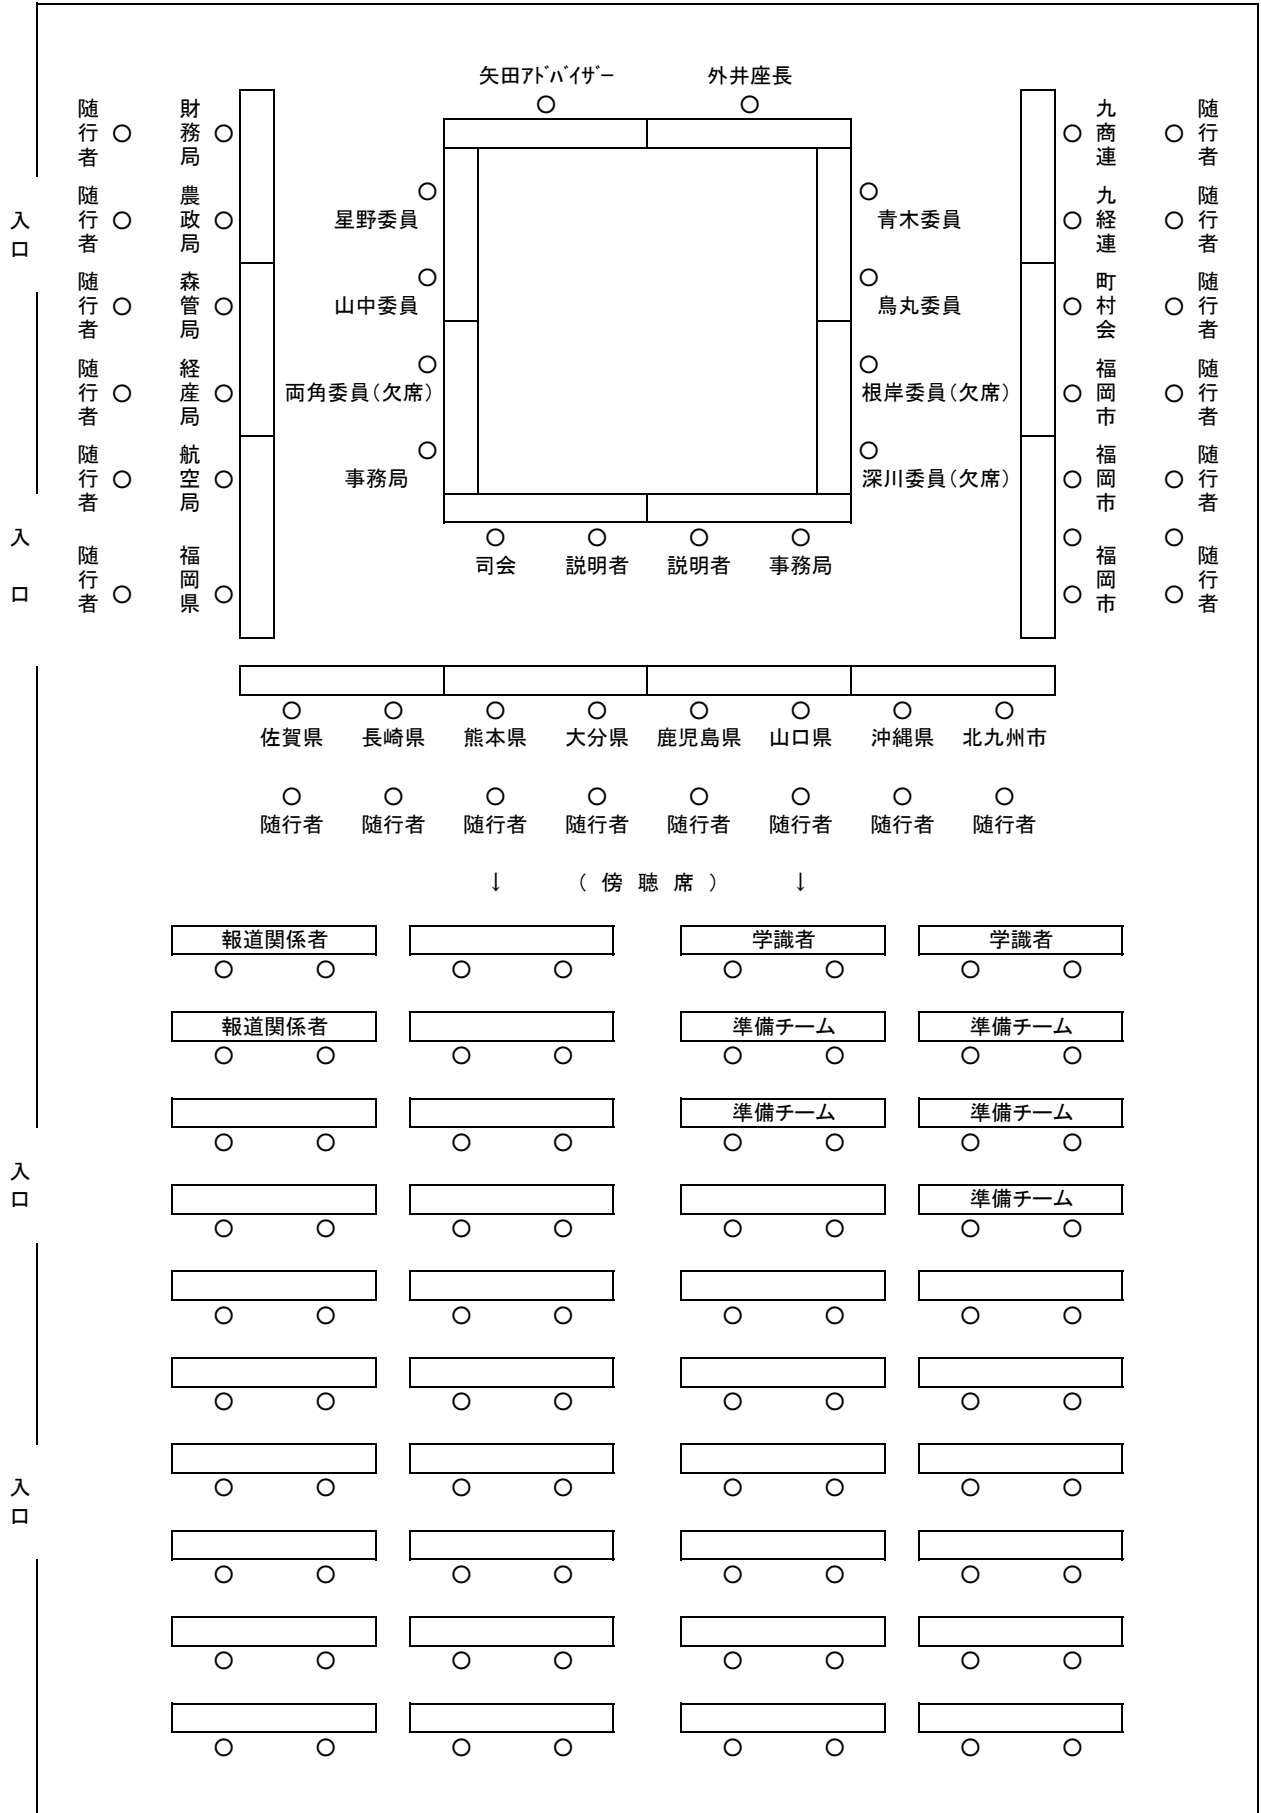 矢田アドバイザー　外井座長
随行者　財務局　九商連　随行者
随行者　農政局　九経連　随行者
入口
星野委員　青木委員
随行者　森管局　町村会　随行者
山中委員　鳥丸委員
随行者　経産局　福岡市　随行者
両角委員(欠席)　根岸委員(欠席)
随行者　航空局　福岡市　随行者
事務局　深川委員(欠席)
入口
司会　説明者　説明者　事務局
随行者　福岡県　福岡市　随行者
佐賀県　長崎県　熊本県　大分県　鹿児島県　山口県　沖縄県　北九州市
随行者　随行者　随行者　随行者　随行者　随行者　随行者　随行者
↓　(傍聴席)　↓
報道関係者　学識者　学識者
報道関係者　準備チーム　準備チーム
準備チーム　準備チーム
入口
準備チーム
入口